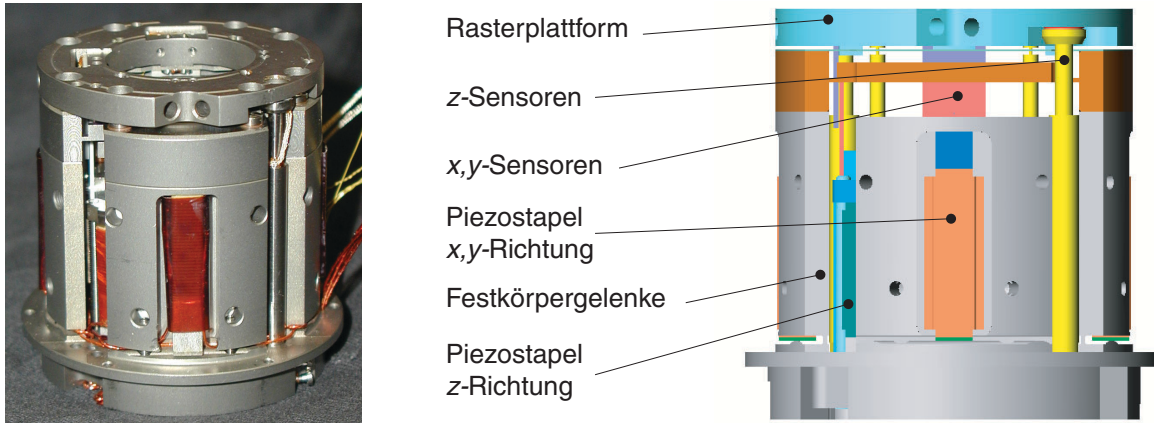 Rasterplattform
z-Sensoren
x,y-Sensoren
Piezostapel
x,y-Richtung
Festkörpergelenke
Piezostapel
z-Richtung